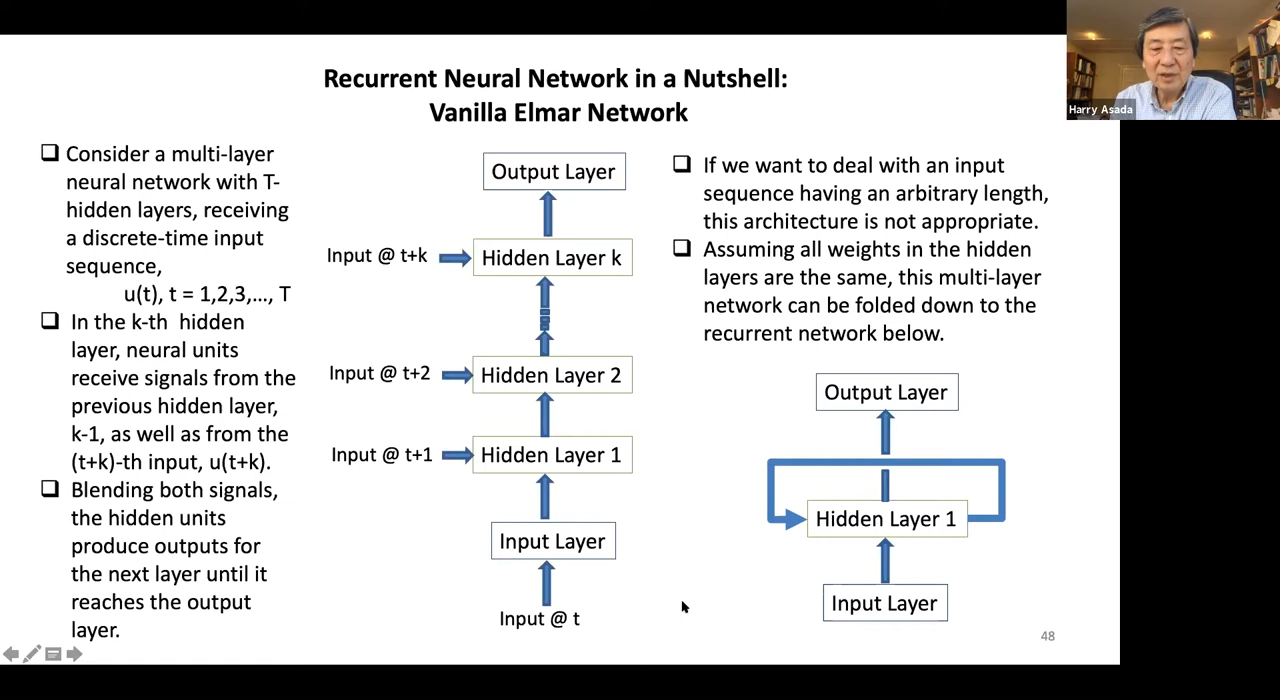 Recurrent Neural Network in a Nutshell:
Vanilla Elmar Network
Harry Asada
Consider a multi-layer
neural network with T-
hidden layers, receiving
a discrete-time input
sequence,
u(t), t = 1,2,3,…, T
In the k-th hidden
layer, neural units
receive signals from the
previous hidden layer,
k-1, as well as from the
(t+k)-th input, u(t+k).
Blending both signals,
the hidden units
produce outputs for
the next layer until it
reaches the output
layer.
Output Layer
Input @ t+k
Hidden Layer k
Input @ t+2
Hidden Layer 2
Input @ t+1
Hidden Layer 1
Input Layer
Input @ t
If we want to deal with an input
sequence having an arbitrary length,
this architecture is not appropriate.
Assuming all weights in the hidden
layers are the same, this multi-layer
network can be folded down to the
recurrent network below.
Output Layer
Hidden Layer 1
Input Layer
48